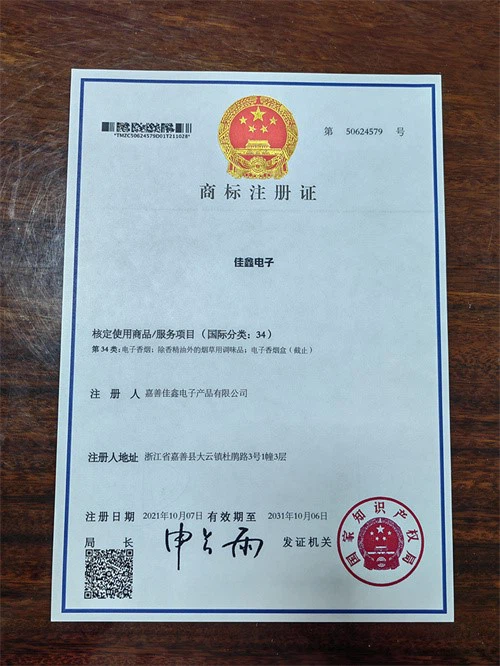 *TMZC50624579D01T211028*
第 50624579 号
商标注册证
佳鑫电子
核定使用商品/服务项目（国际分类：34）
第34类：电子香烟；除香精油外的烟草用调味品；电子香烟盒（截止）
注册人 嘉善佳鑫电子产品有限公司
注册人地址 浙江省嘉善县大云镇杜鹃路3号1幢3层
注册日期 2021年10月07日 有效期至 2031年10月06日
局长 申长雨 发证机关
国家知识产权局